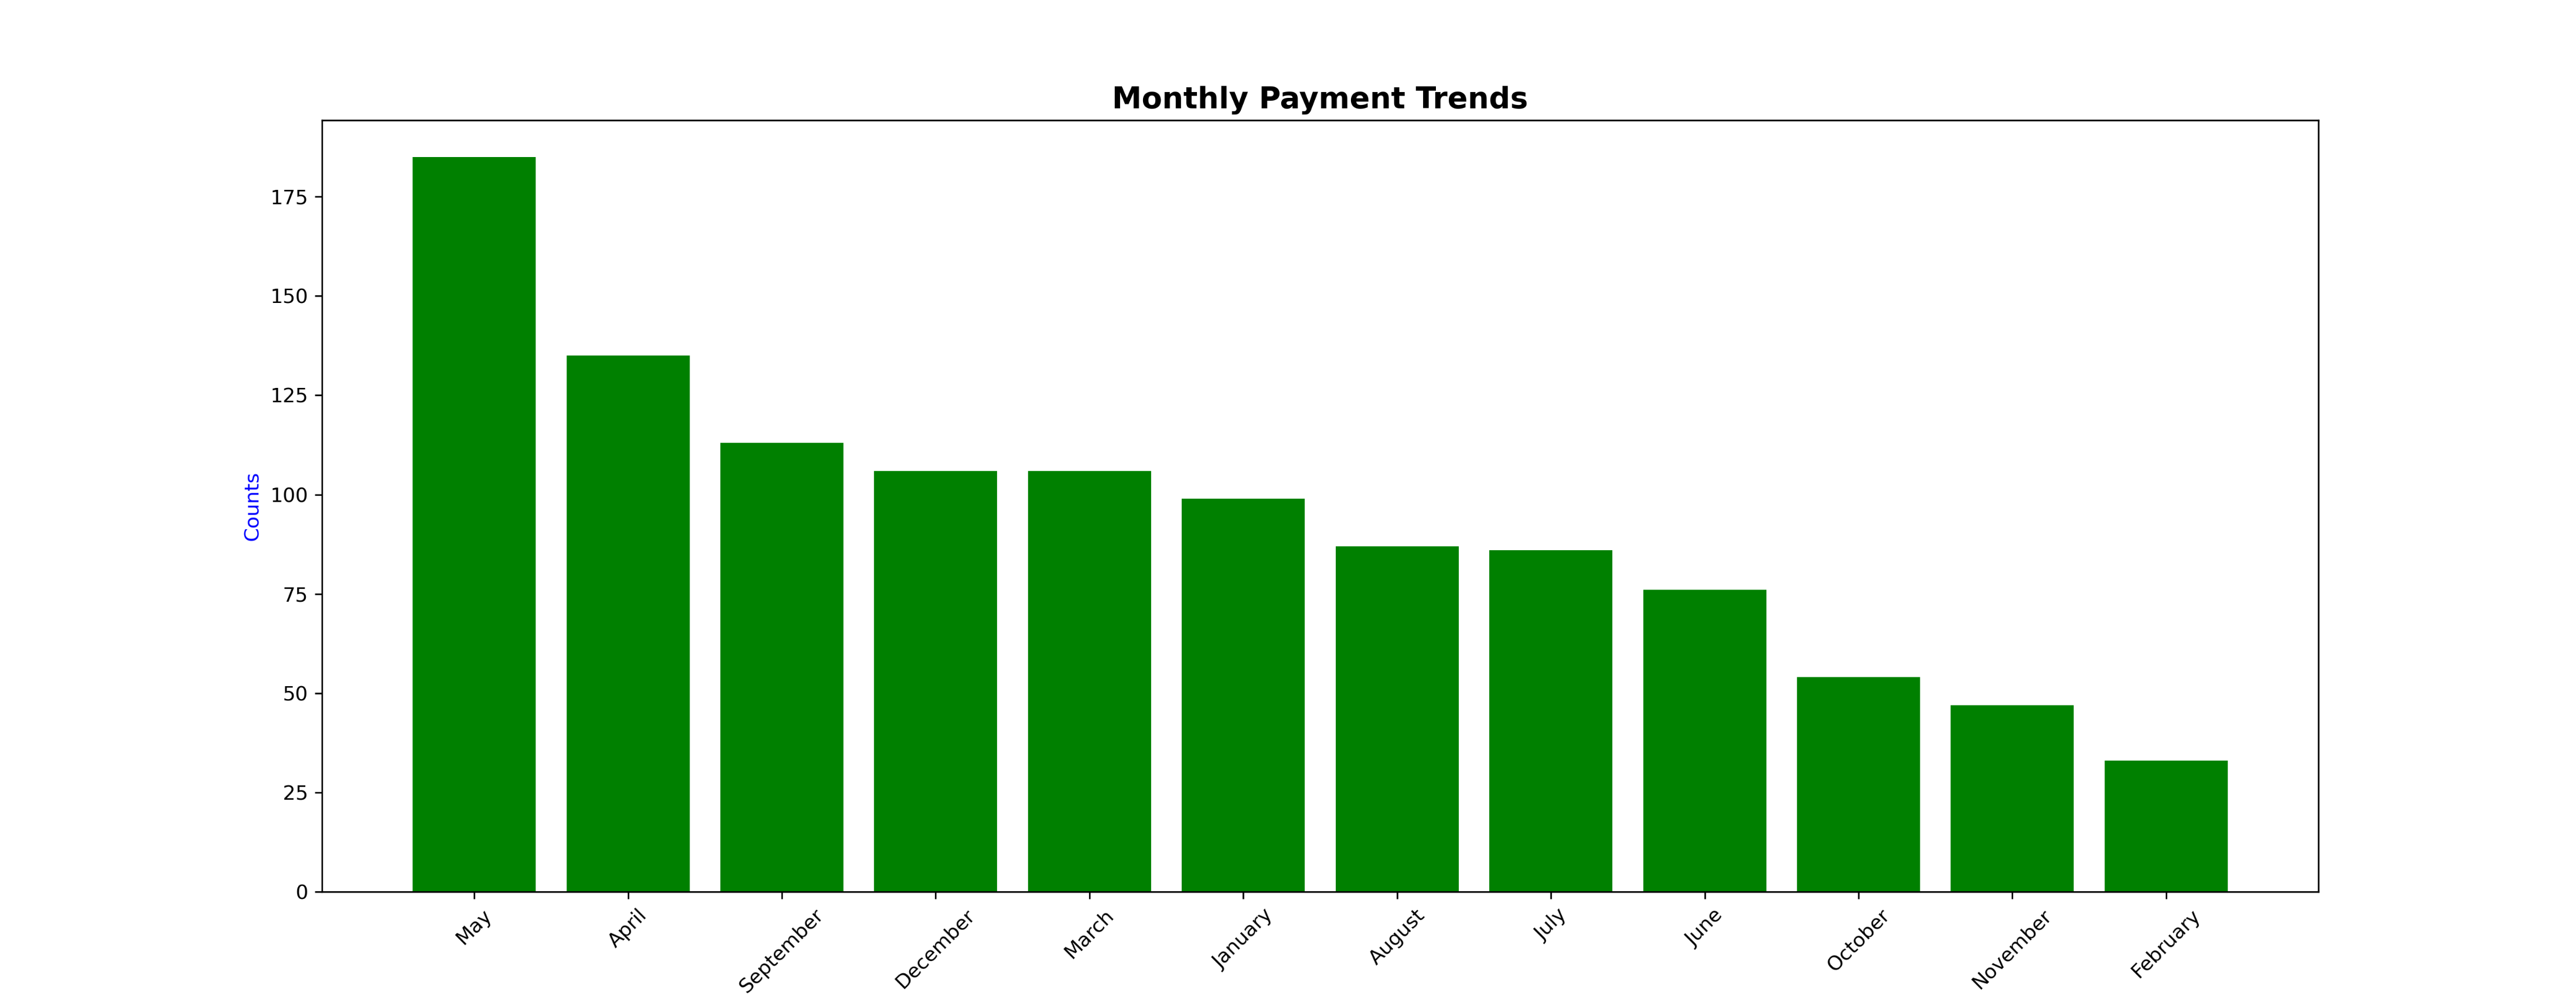 Monthly Payment Trends
175
150
125
100
75
50
25
0
Counts
May
April
September
December
March
January
August
July
June
October
November
February